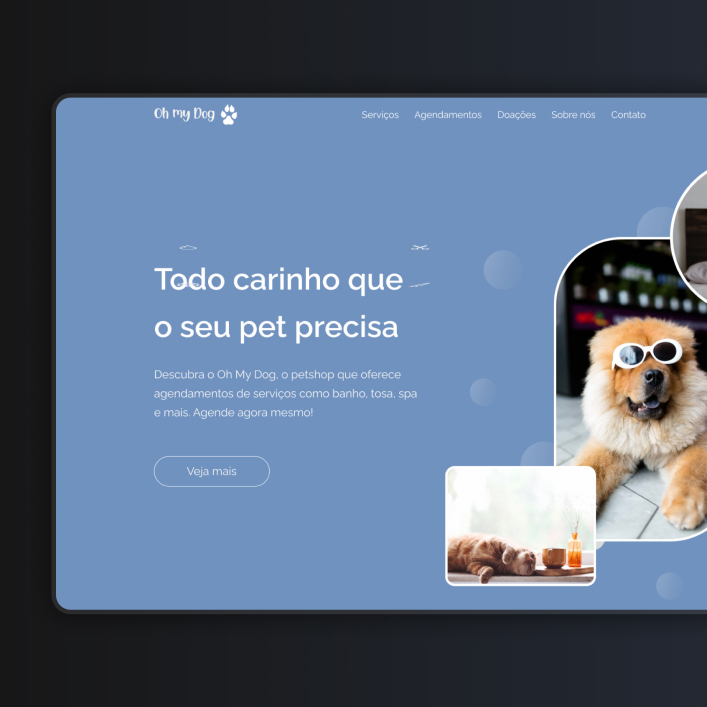 Oh my Dog
Serviços Agendamentos Doações Sobre nós Contato
Todo carinho que
o seu pet precisa
Descubra o Oh My Dog, o petshop que oferece
agendamentos de serviços como banho, tosa, spa
e mais. Agende agora mesmo!
Veja mais